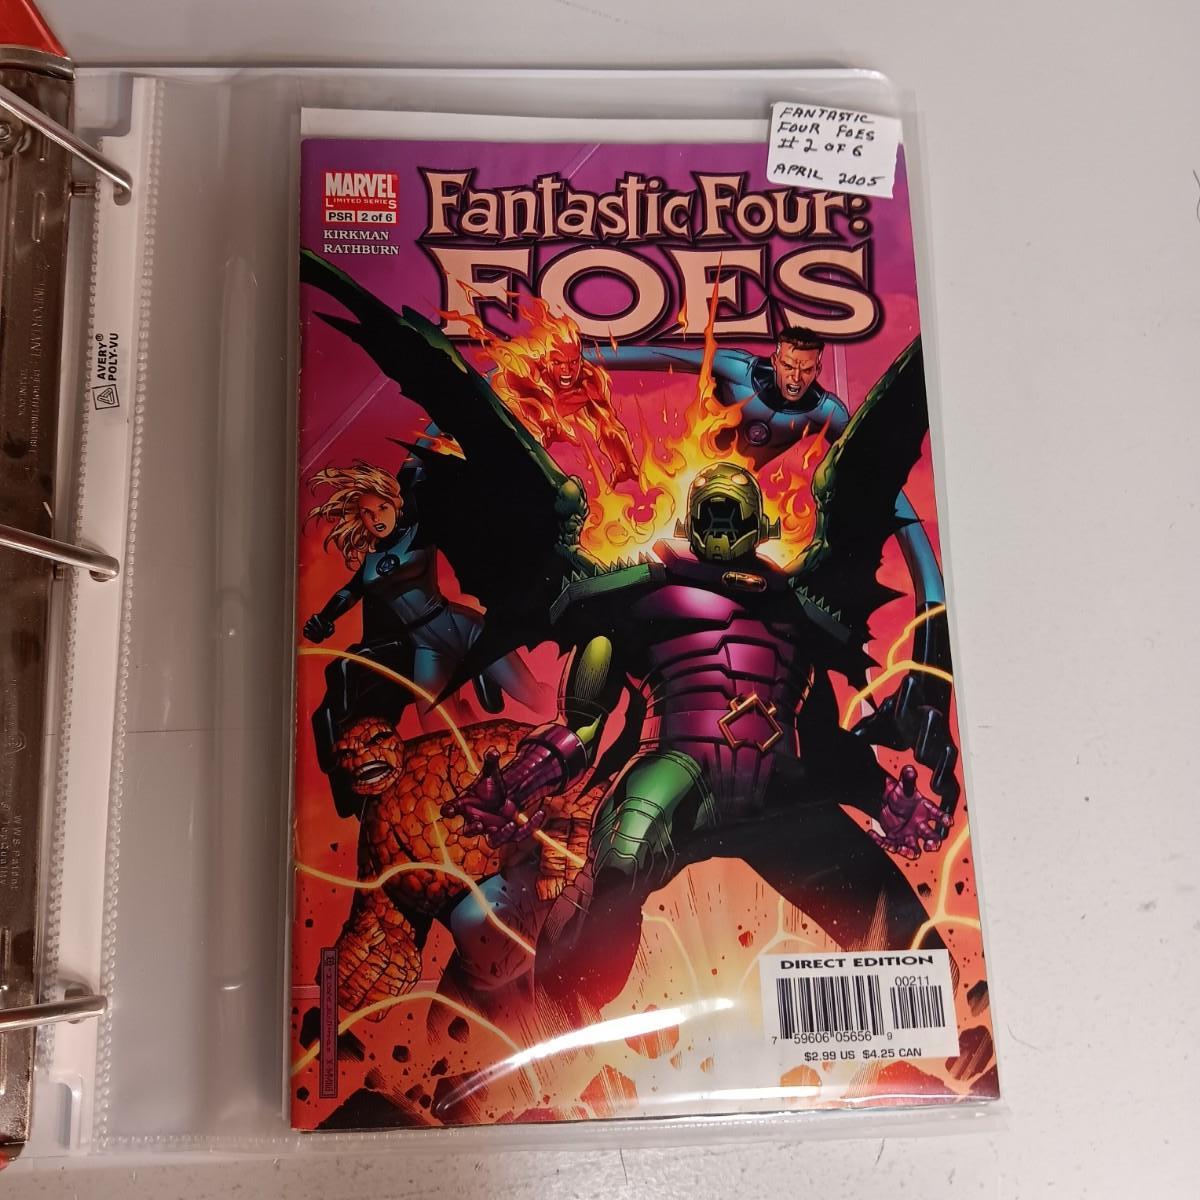 FANTASTIC
FOUR FOES
# 2 OF 6
APRIL 2005
MARVEL
LIMITED SERIES
PSR 2 of 6
KIRKMAN
RATHBURN
Fantastic Four:
FOES
AVERY®
POLY-VU
DIRECT EDITION
00211
7 59606 05656 9
$2.99 US $4.25 CAN